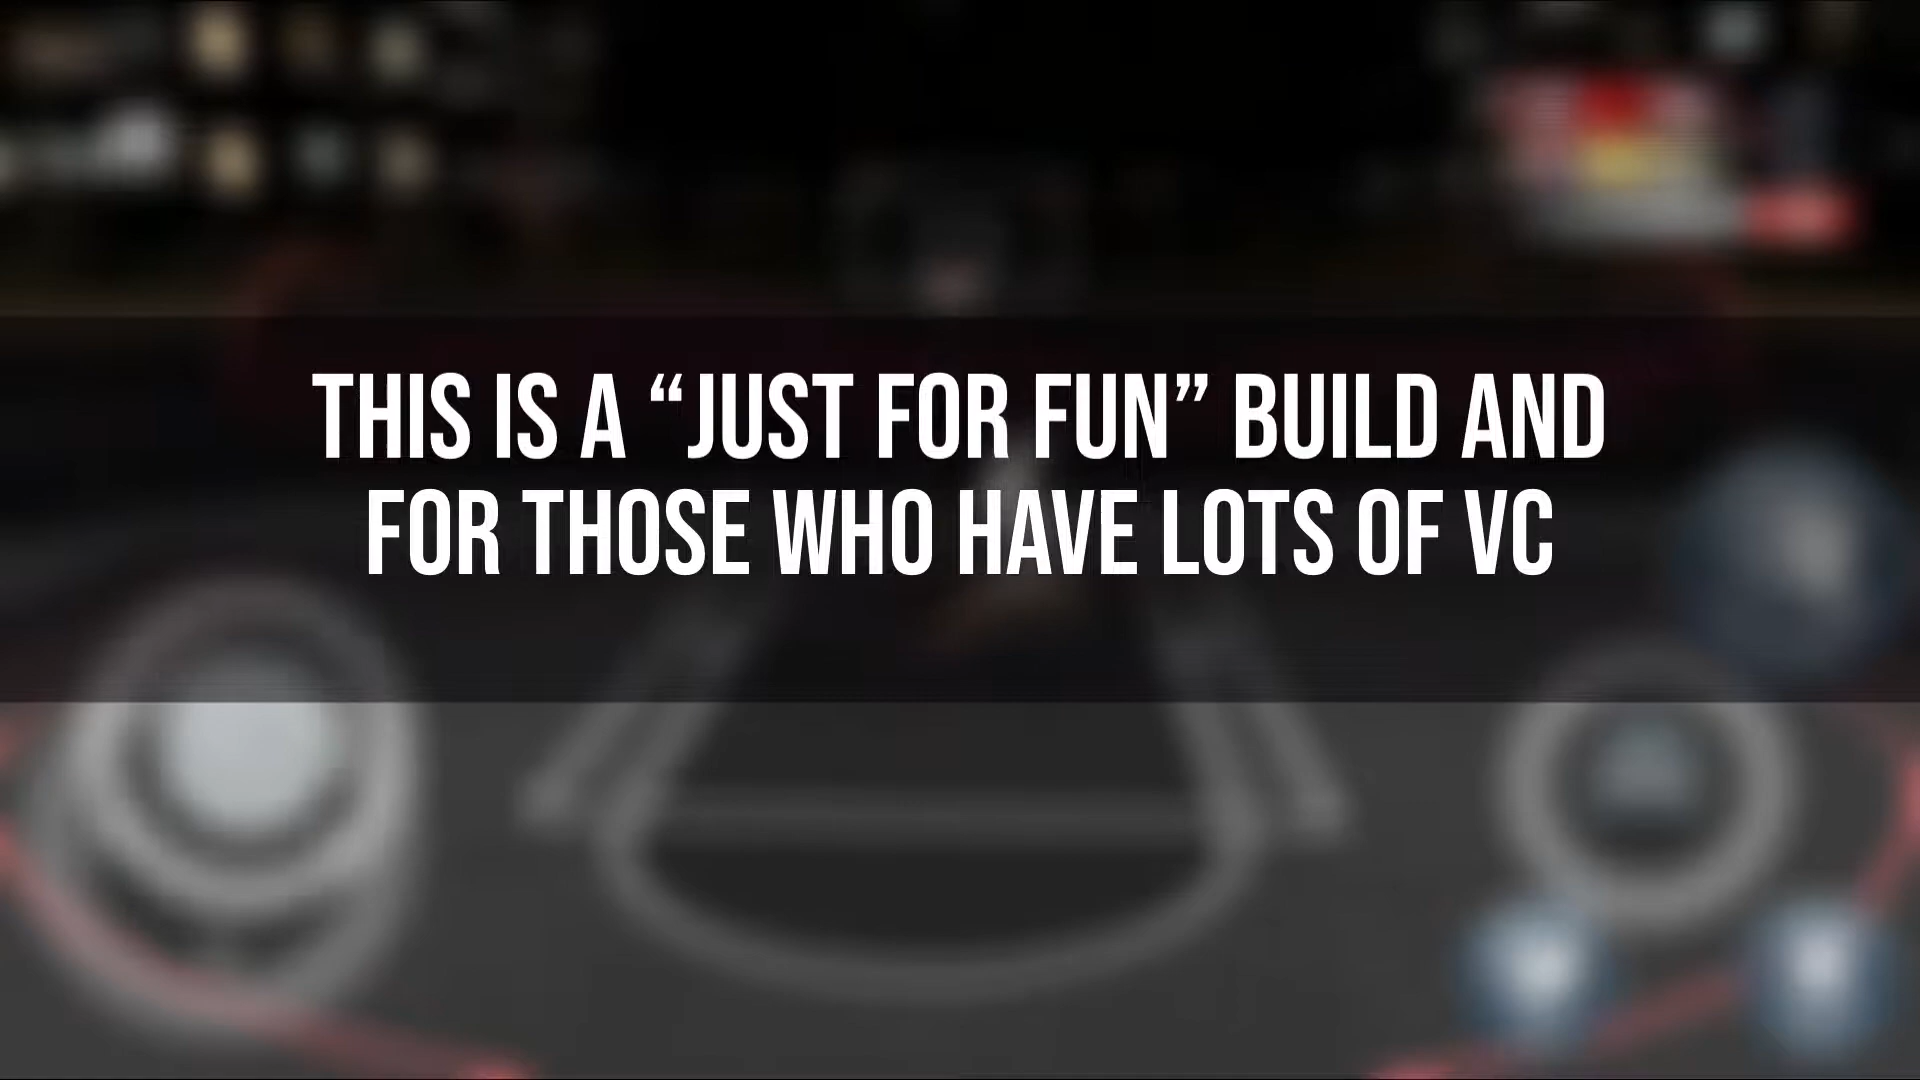 THIS IS A “JUST FOR FUN” BUILD AND
FOR THOSE WHO HAVE LOTS OF VC